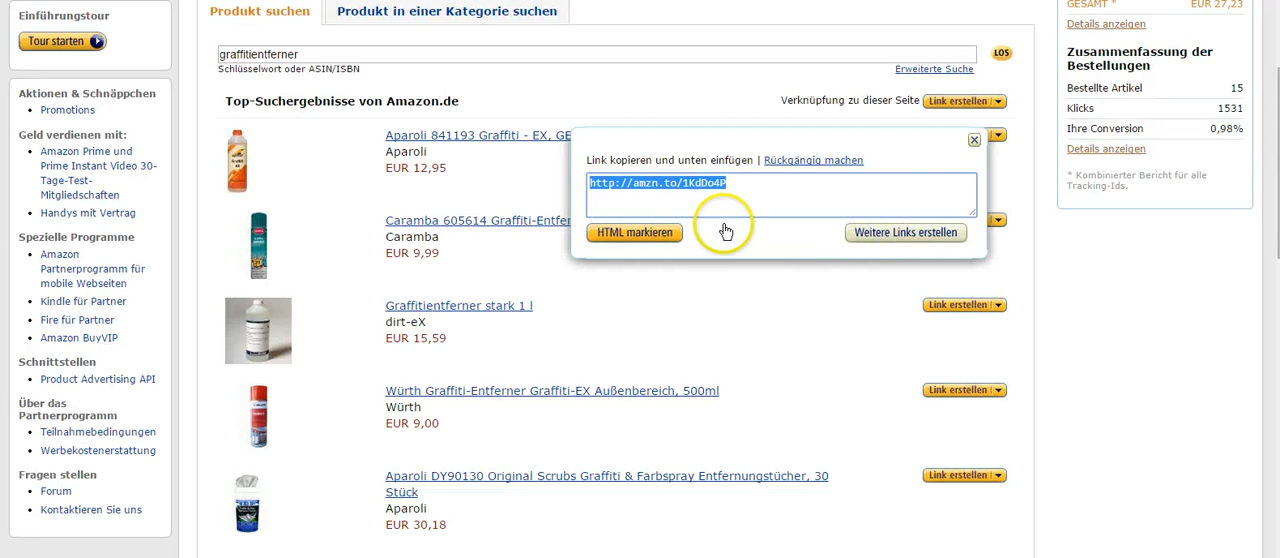 Einführungstour
Tour starten
Aktionen & Schnäppchen
Promotions
Geld verdienen mit:
Amazon Prime und
Prime Instant Video 30-
Tage-Test-
Mitgliedschaften
Handys mit Vertrag
Spezielle Programme
Amazon
Partnerprogramm für
mobile Webseiten
Kindle für Partner
Fire für Partner
Amazon BuyVIP
Schnittstellen
Product Advertising API
Über das
Partnerprogramm
Teilnahmebedingungen
Werbekostenerstattung
Fragen stellen
Forum
Kontaktieren Sie uns
Produkt suchen
Produkt in einer Kategorie suchen
graffitientferner
LOS
Schlüsselwort oder ASIN/ISBN
Erweiterte Suche
Top-Suchergebnisse von Amazon.de
Verknüpfung zu dieser Seite
Link erstellen
Aparoli 841193 Graffiti - EX, GE
Aparoli
EUR 12,95
Link kopieren und unten einfügen | Rückgängig machen
http://amzn.to/1KdDo4P
HTML markieren
Weitere Links erstellen
Caramba 605614 Graffiti-Entfe
Caramba
EUR 9,99
Graffitientferner stark 1 l
dirt-eX
EUR 15,59
Link erstellen
Würth Graffiti-Entferner Graffiti-EX Außenbereich, 500ml
Würth
EUR 9,00
Link erstellen
Aparoli DY90130 Original Scrubs Graffiti & Farbspray Entfernungstücher, 30
Stück
Aparoli
EUR 30,18
Link erstellen
GESAMT * EUR 27,23
Details anzeigen
Zusammenfassung der
Bestellungen
Bestellte Artikel 15
Klicks 1531
Ihre Conversion 0,98%
Details anzeigen
* Kombinierter Bericht für alle
Tracking-Ids.